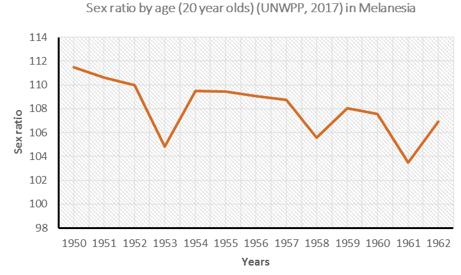 Sex ratio by age (20 year olds) (UNWPP, 2017) in Melanesia
114
112
110
108
106
104
102
100
98
Sex ratio
1950 1951 1952 1953 1954 1955 1956 1957 1958 1959 1960 1961 1962
Years